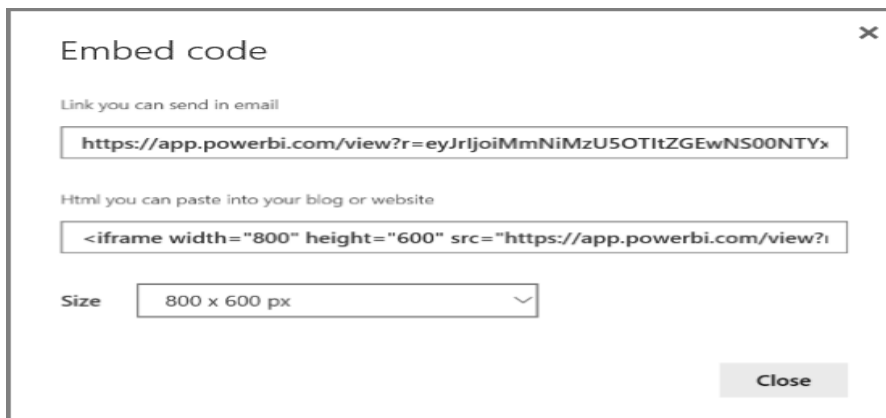 Embed code
Link you can send in email
https://app.powerbi.com/view?r=eyJrIjoiMmNiMzU5OTItZGEwNS00NTYx
Html you can paste into your blog or website
<iframe width="800" height="600" src="https://app.powerbi.com/view?r
Size 800 x 600 px
Close